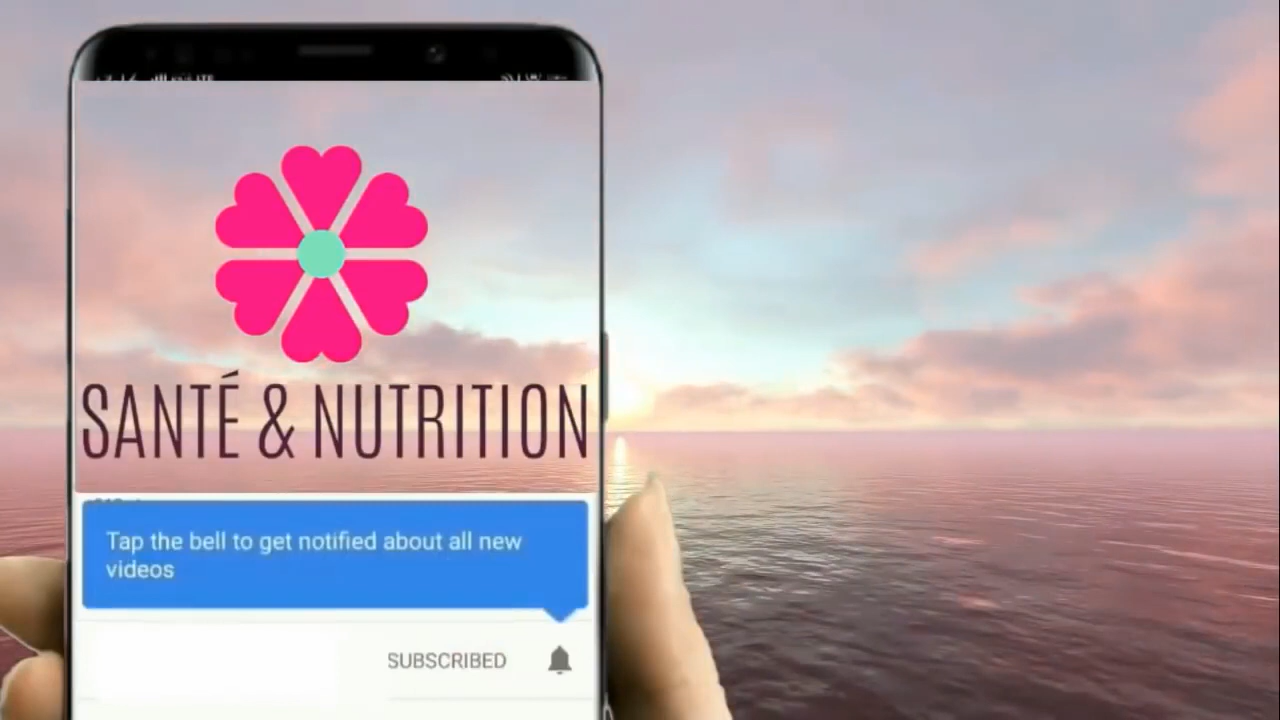 SANTÉ & NUTRITION
Tap the bell to get notified about all new
videos
SUBSCRIBED